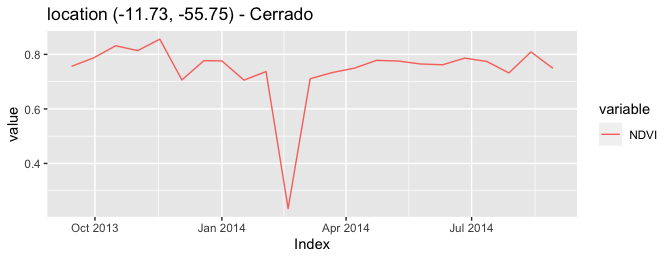 location (-11.73, -55.75) - Cerrado
value
0.8
0.6
0.4
Oct 2013
Jan 2014
Apr 2014
Jul 2014
Index
variable
NDVI